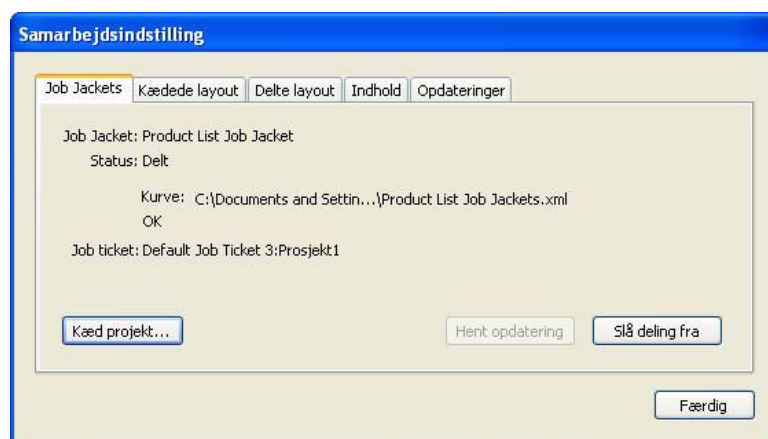 Samarbejdsindstilling
Job Jackets Kædede layout Delte layout Indhold Opdateringer
Job Jacket: Product List Job Jacket
Status: Delt
Kurve: C:\Documents and Settin...\Product List Job Jackets.xml
OK
Job ticket: Default Job Ticket 3:Prosjekt1
Kæd projekt... Hent opdatering Slå deling fra
Færdig